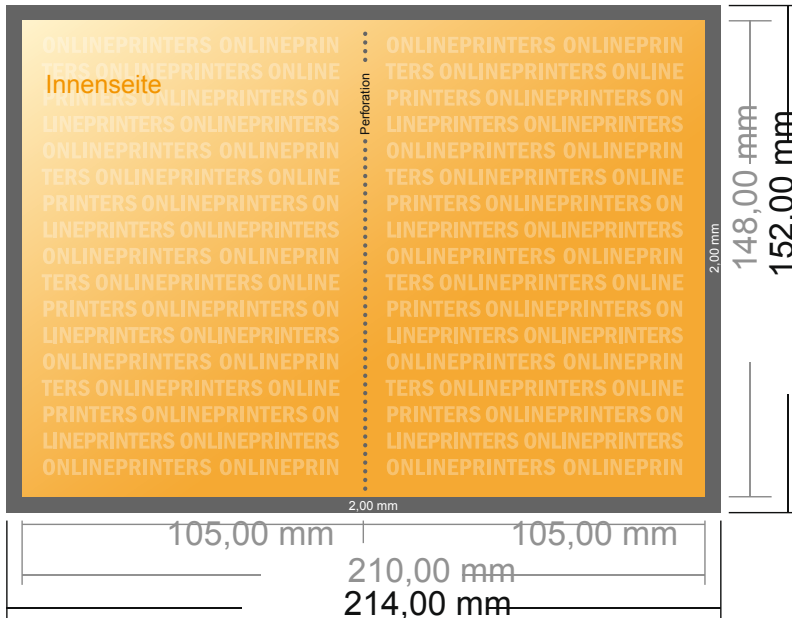 ONLINEPRINTERS ONLINEPRIN
TERS ONLINEPRINTERS ONLINE
PRINTERS ONLINEPRINTERS ON
LINEPRINTERS ONLINEPRINTERS
ONLINEPRINTERS ONLINEPRIN
TERS ONLINEPRINTERS ONLINE
PRINTERS ONLINEPRINTERS ON
LINEPRINTERS ONLINEPRINTERS
ONLINEPRINTERS ONLINEPRIN
TERS ONLINEPRINTERS ONLINE
PRINTERS ONLINEPRINTERS ON
LINEPRINTERS ONLINEPRINTERS
ONLINEPRINTERS ONLINEPRIN
TERS ONLINEPRINTERS ONLINE
PRINTERS ONLINEPRINTERS ON
LINEPRINTERS ONLINEPRINTERS
ONLINEPRINTERS ONLINEPRIN
Innenseite
Perforation
ONLINEPRINTERS ONLINEPRIN
TERS ONLINEPRINTERS ONLINE
PRINTERS ONLINEPRINTERS ON
LINEPRINTERS ONLINEPRINTERS
ONLINEPRINTERS ONLINEPRIN
TERS ONLINEPRINTERS ONLINE
PRINTERS ONLINEPRINTERS ON
LINEPRINTERS ONLINEPRINTERS
ONLINEPRINTERS ONLINEPRIN
TERS ONLINEPRINTERS ONLINE
PRINTERS ONLINEPRINTERS ON
LINEPRINTERS ONLINEPRINTERS
ONLINEPRINTERS ONLINEPRIN
TERS ONLINEPRINTERS ONLINE
PRINTERS ONLINEPRINTERS ON
LINEPRINTERS ONLINEPRINTERS
ONLINEPRINTERS ONLINEPRIN
2,00 mm
148,00 mm
152,00 mm
2,00 mm
105,00 mm
105,00 mm
210,00 mm
214,00 mm